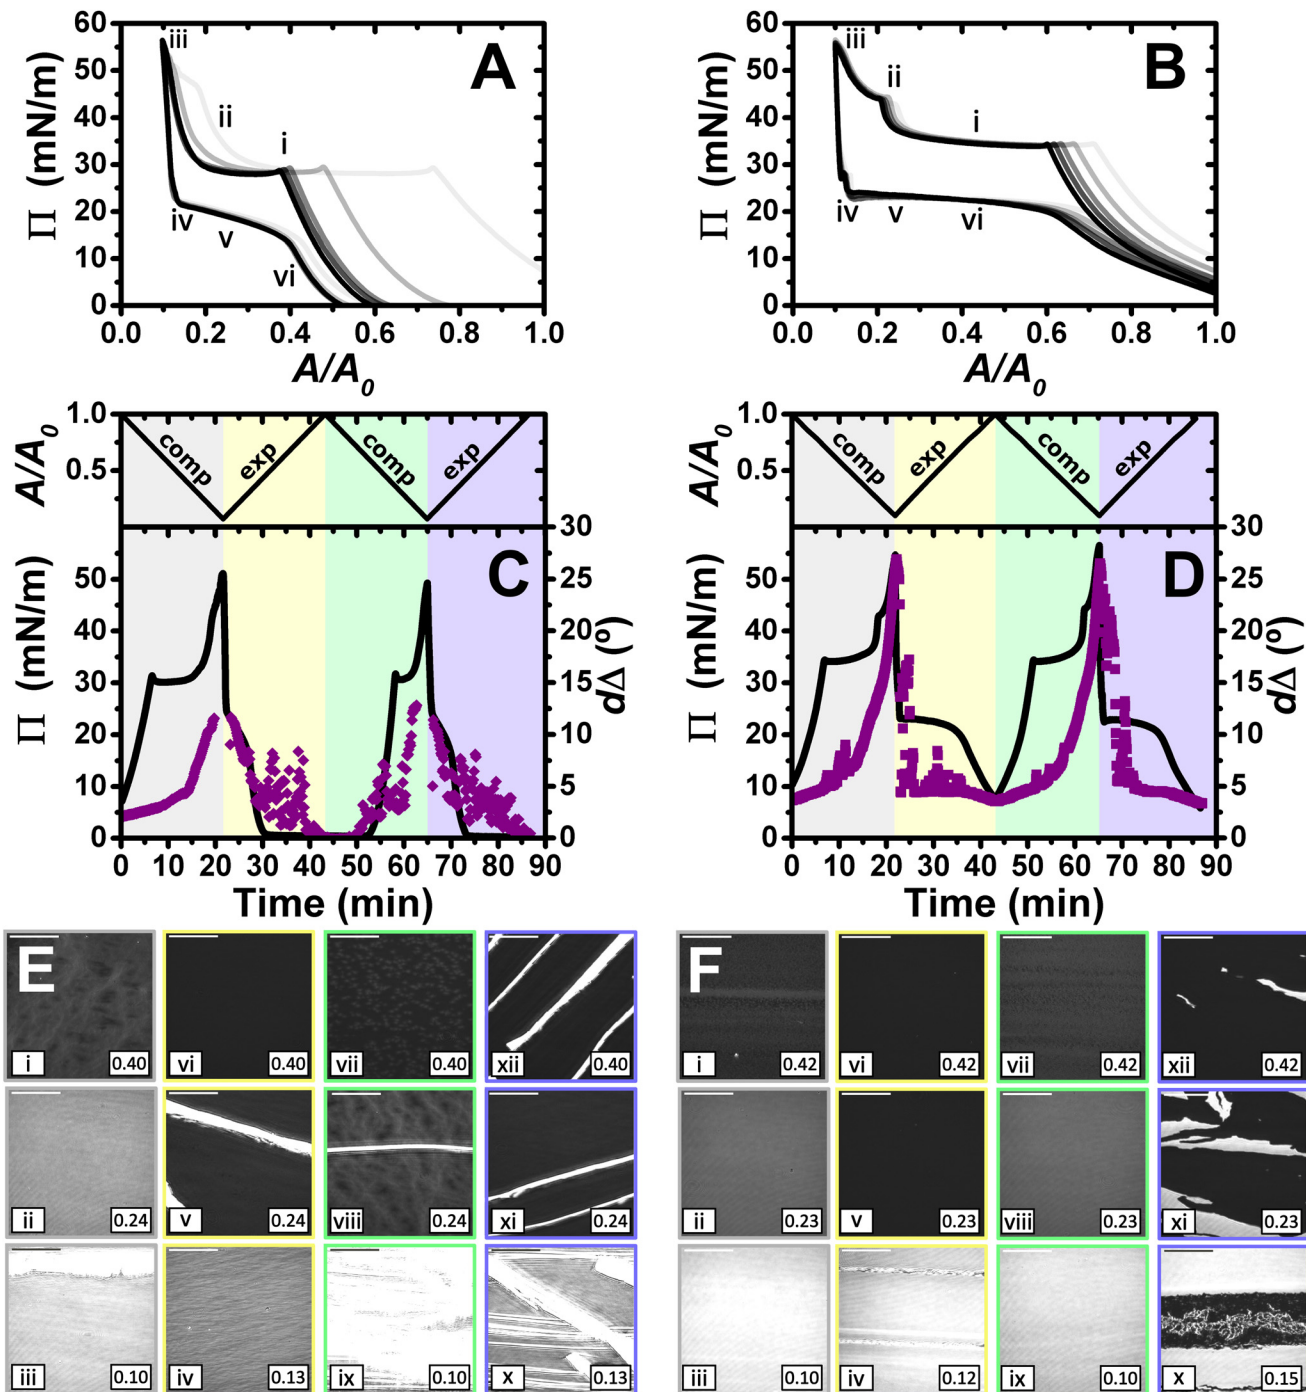 A
B
60
50
40
30
20
10
0
Π (mN/m)
iii
ii
i
iv
v
vi
0.0 0.2 0.4 0.6 0.8 1.0
A/A0
60
50
40
30
20
10
0
Π (mN/m)
iii
ii
i
iv
v
vi
0.0 0.2 0.4 0.6 0.8 1.0
A/A0
1.0
0.5
A/A0
comp exp comp exp
1.0
0.5
A/A0
comp exp comp exp
C
50
40
30
20
10
0
Π (mN/m)
30
25
20
15
10
5
0
∇d (º)
0 10 20 30 40 50 60 70 80 90
Time (min)
D
50
40
30
20
10
0
Π (mN/m)
30
25
20
15
10
5
0
∇d (º)
0 10 20 30 40 50 60 70 80 90
Time (min)
E
i 0.40 vi 0.40 vii 0.40 xii 0.40
ii 0.24 v 0.24 viii 0.24 xi 0.24
iii 0.10 iv 0.13 ix 0.10 x 0.13
F
i 0.42 vi 0.42 vii 0.42 xii 0.42
ii 0.23 v 0.23 viii 0.23 xi 0.23
iii 0.10 iv 0.12 ix 0.10 x 0.15